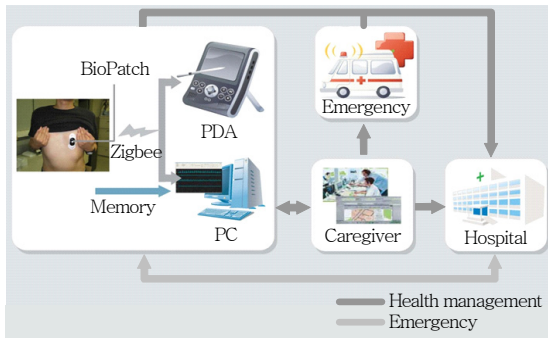 BioPatch
Zigbee
PDA
Memory
PC
Emergency
Caregiver
Hospital
Health management
Emergency